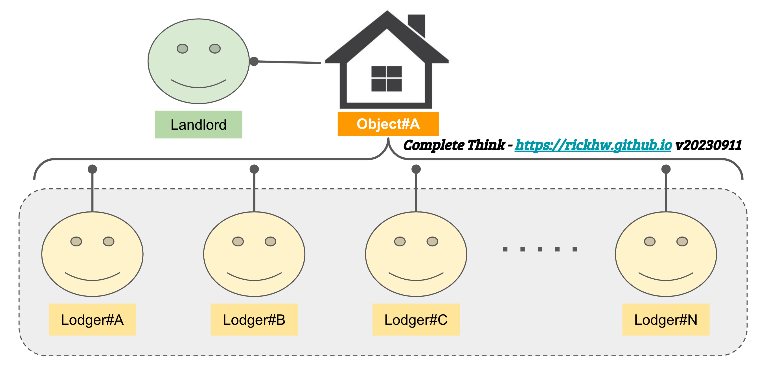 Landlord
Object#A
Complete Think - https://rickhw.github.io v20230911
Lodger#A
Lodger#B
Lodger#C
.....
Lodger#N